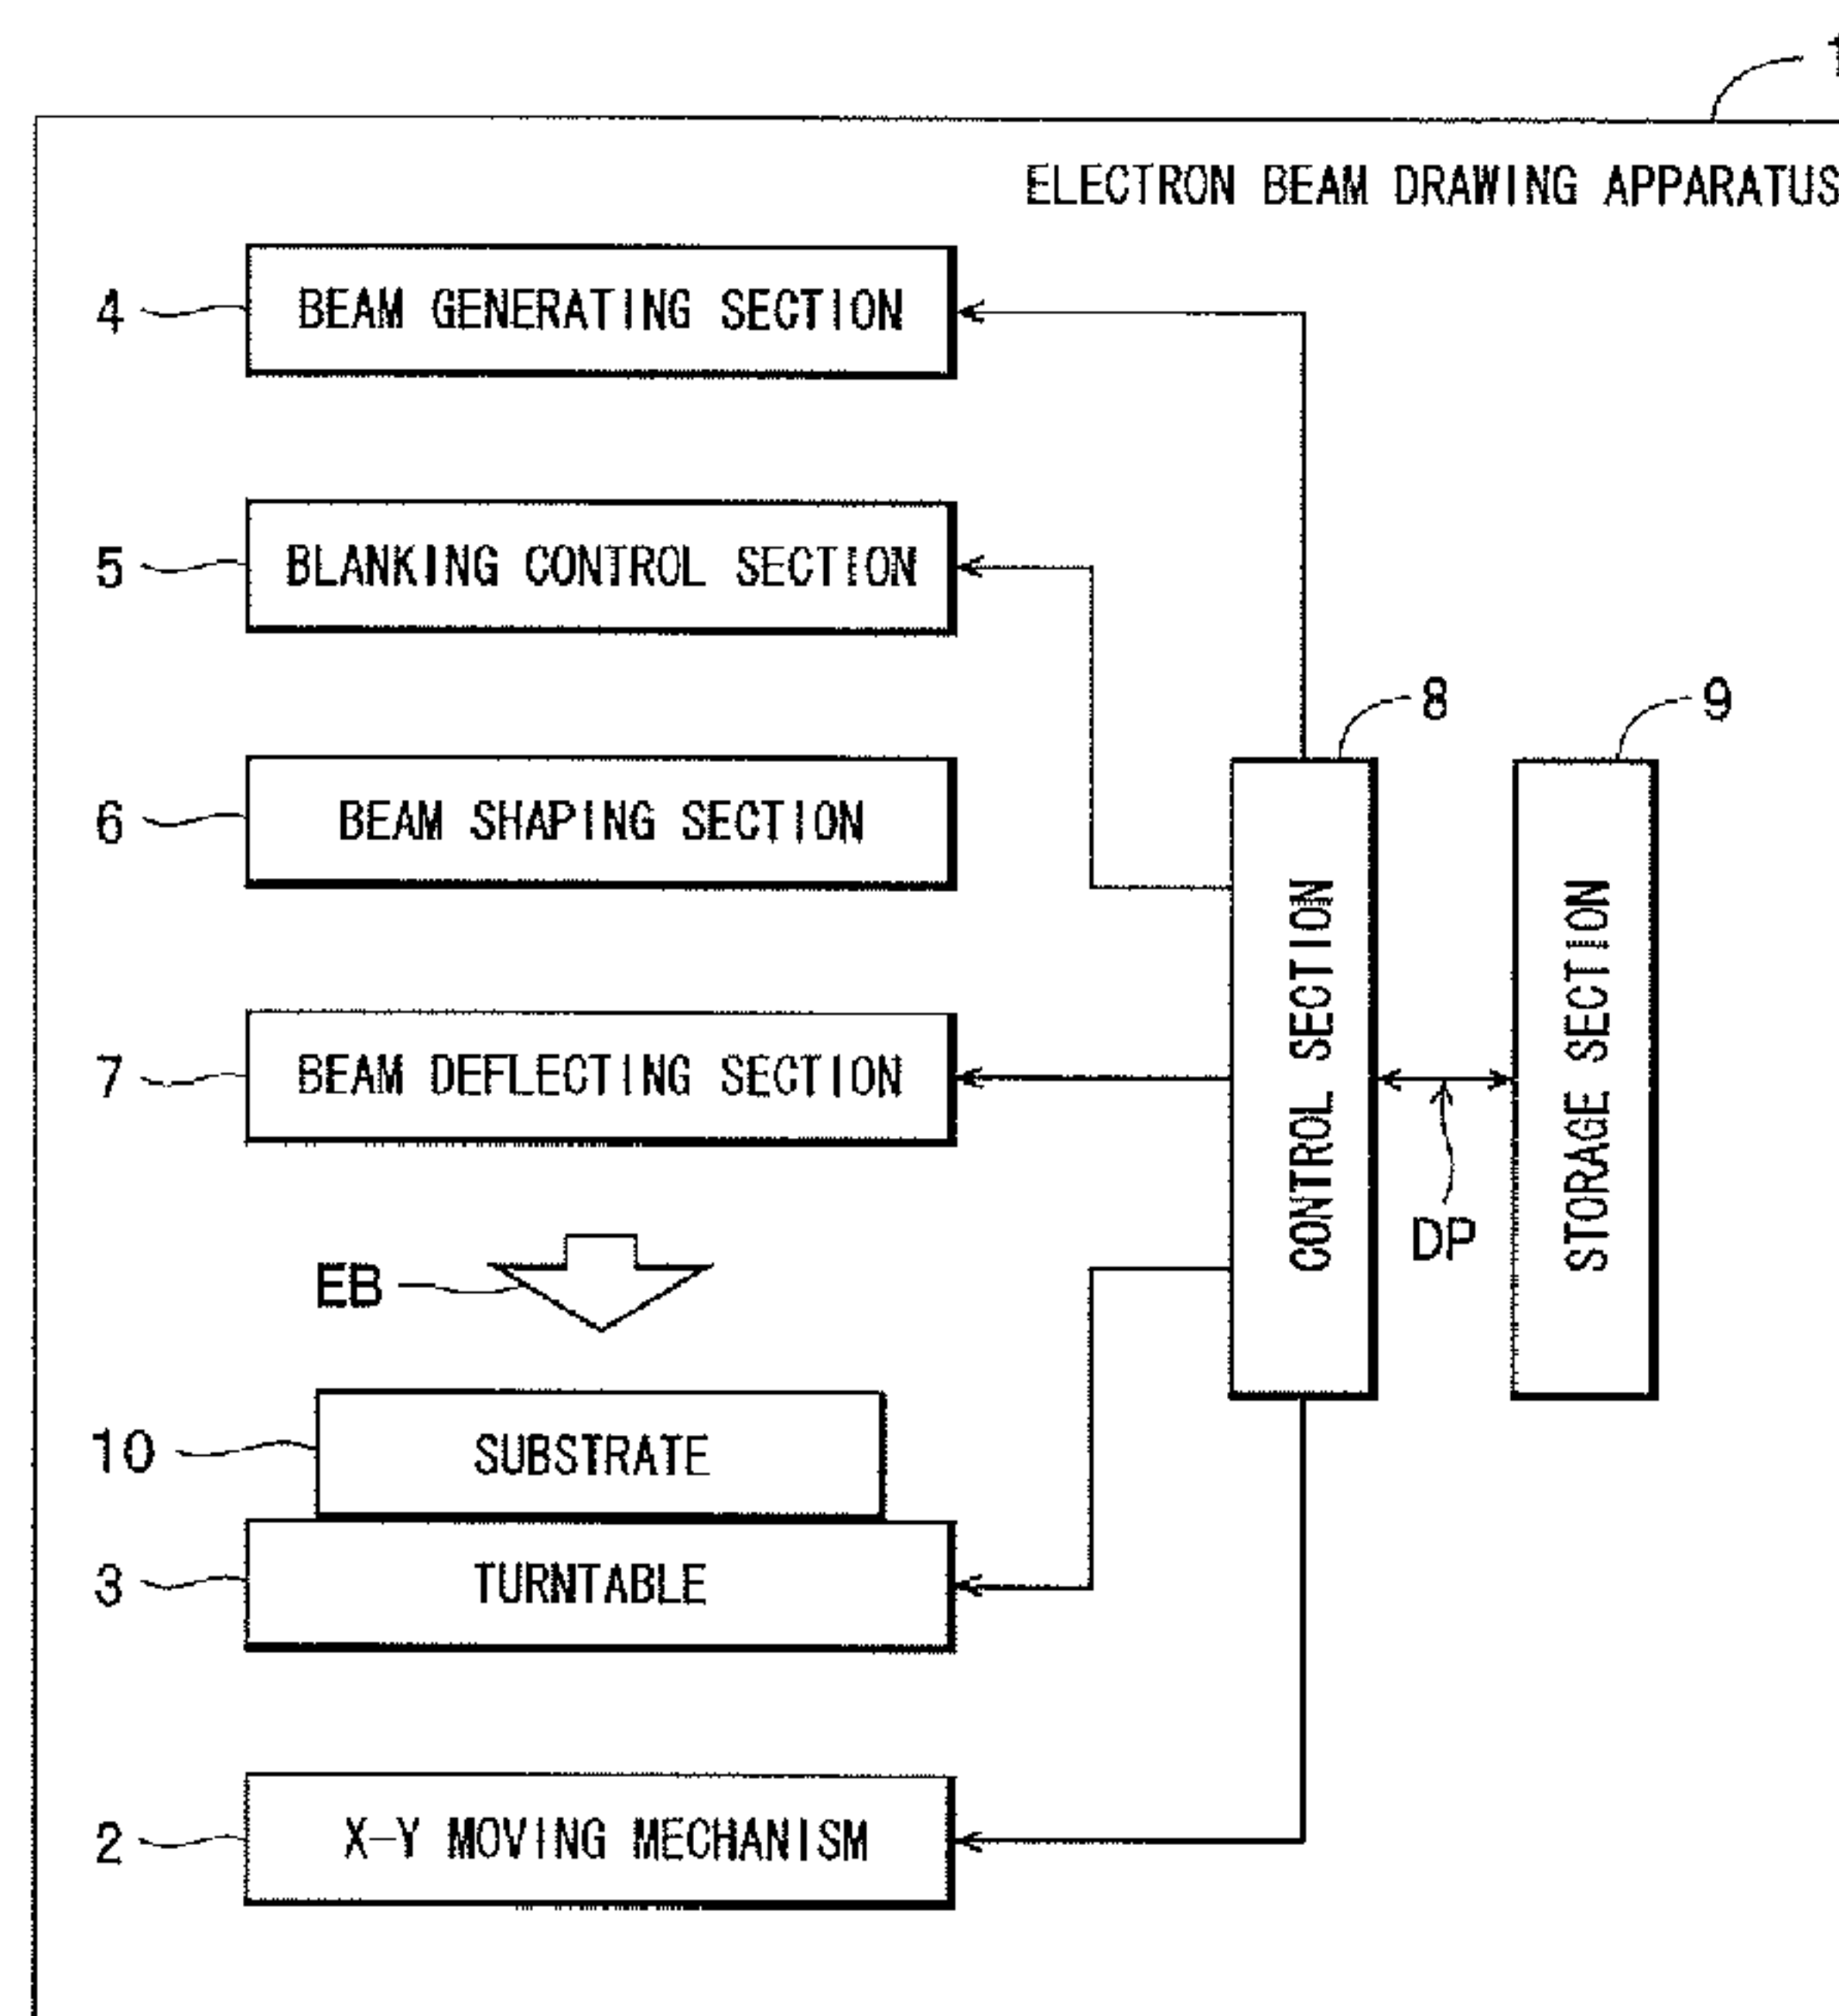 1
ELECTRON BEAM DRAWING APPARATUS
4 BEAM GENERATING SECTION
5 BLANKING CONTROL SECTION
8 9
6 BEAM SHAPING SECTION
CONTROL SECTION
STORAGE SECTION
7 BEAM DEFLECTING SECTION
DP
EB
10 SUBSTRATE
3 TURNTABLE
2 X-Y MOVING MECHANISM